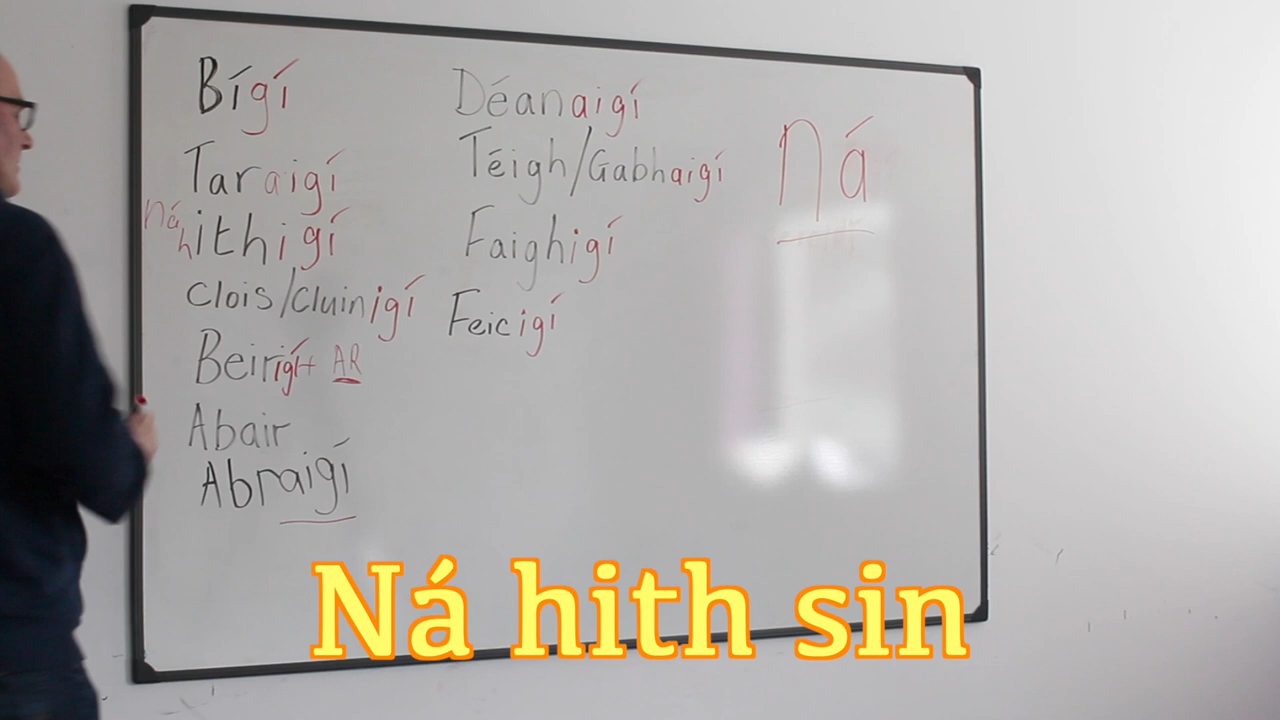 Bígí
Taraigí
ná hithigí
Clois/Cluinigí
Beirigí + AR
Abair
Abraigí
Déanaigí
Téigh/Gabhaigí
Faighigí
Feicigí
Ná
Ná hith sin